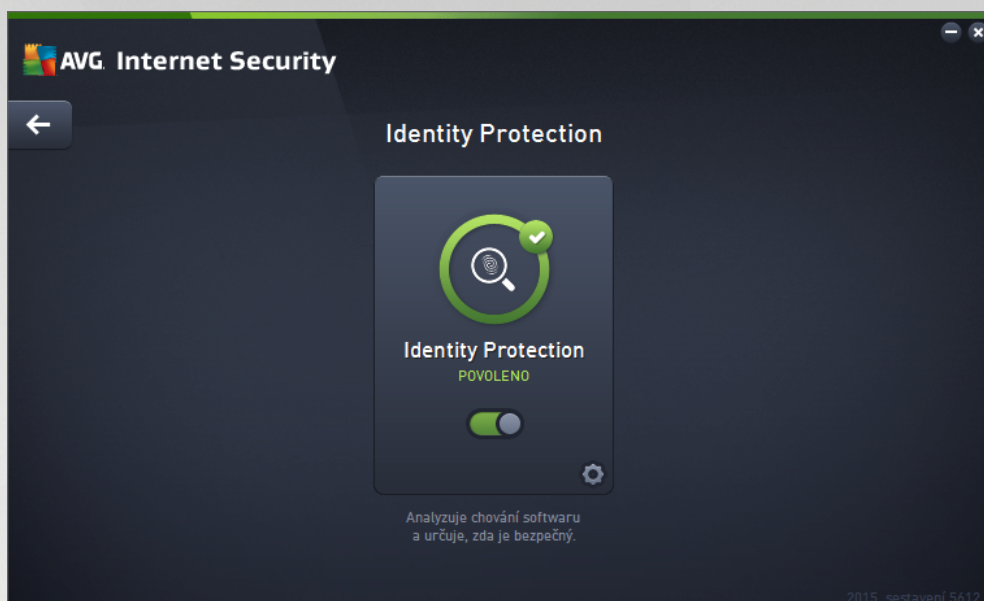 AVG. Internet Security
Identity Protection
Identity Protection
POVOLENO
Analyzuje chování softwaru
a určuje, zda je bezpečný.
2015, sestavení 5612